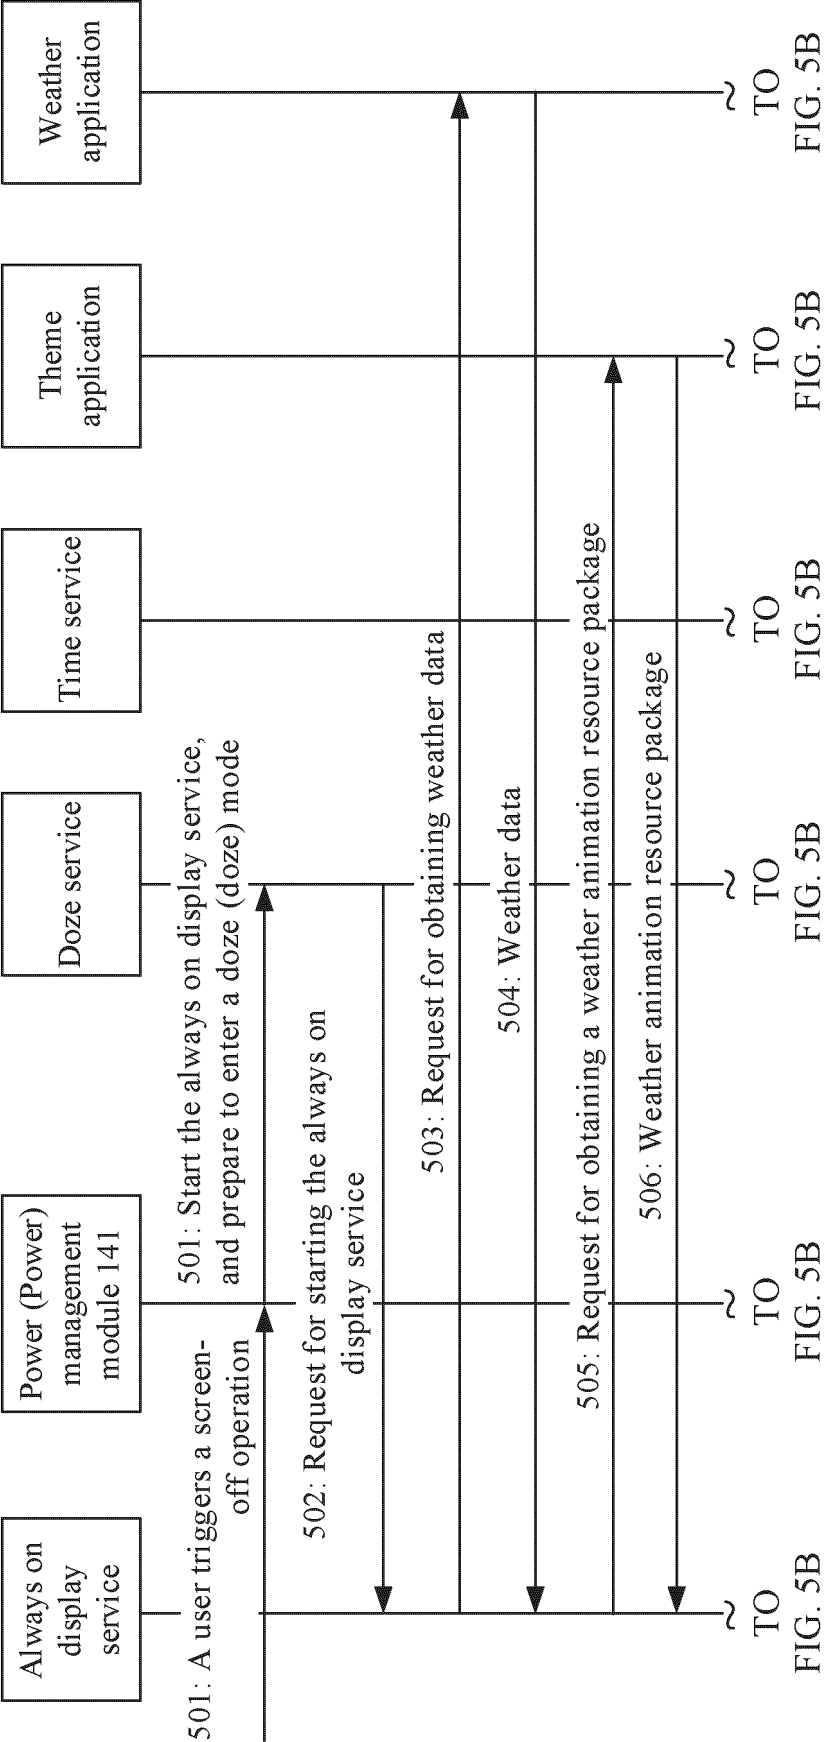 Always on
display
service
Power (Power)
management
module 141
Doze service
Time service
Theme
application
Weather
application
501: A user triggers a screen-
off operation
501: Start the always on display service,
and prepare to enter a doze (doze) mode
502: Request for starting the always on
display service
503: Request for obtaining weather data
504: Weather data
505: Request for obtaining a weather animation resource package
506: Weather animation resource package
TO
FIG. 5B
TO
FIG. 5B
TO
FIG. 5B
TO
FIG. 5B
TO
FIG. 5B
TO
FIG. 5B